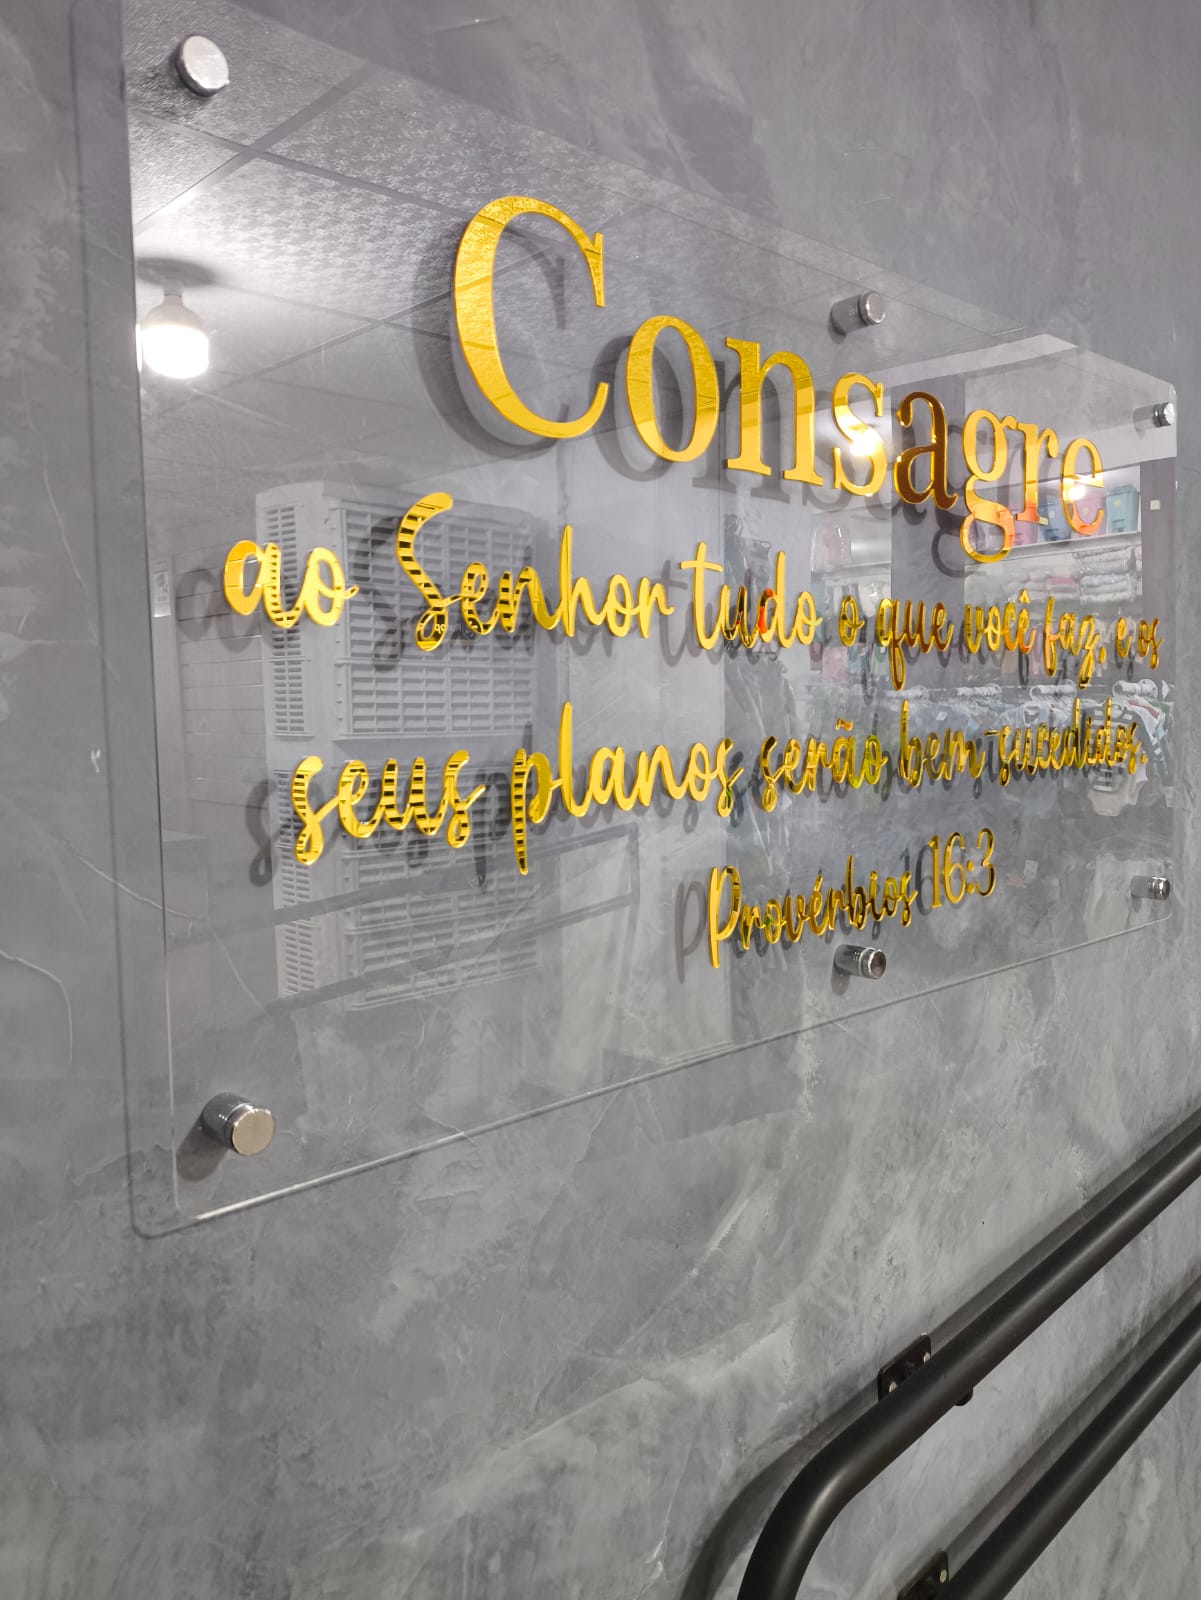 Consagre
ao Senhor tudo o que você faz, e os
seus planos serão bem-sucedidos.
Provérbios 16:3